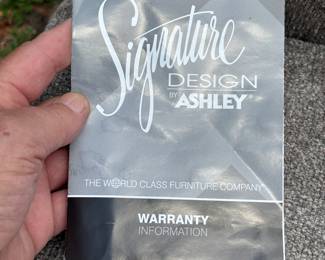 Signature
DESIGN
BY ASHLEY®
THE WORLD CLASS FURNITURE COMPANY®
WARRANTY
INFORMATION